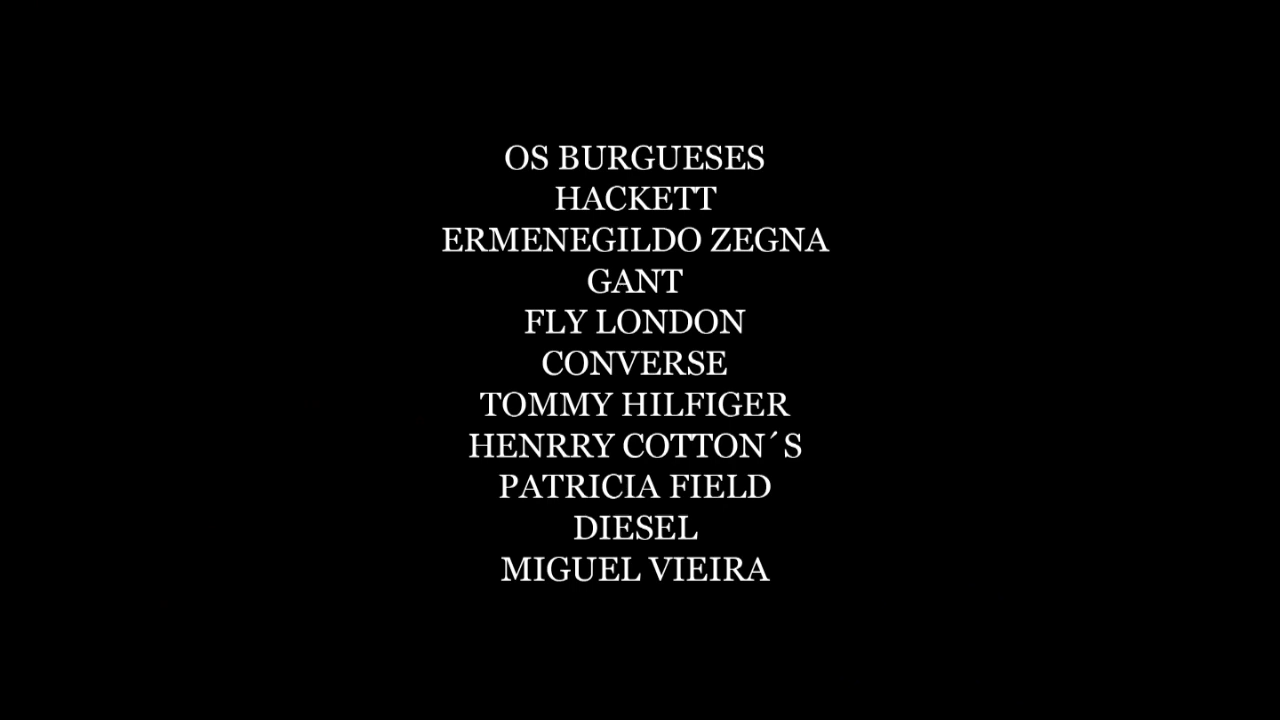 OS BURGUESES
HACKETT
ERMENEGILDO ZEGNA
GANT
FLY LONDON
CONVERSE
TOMMY HILFIGER
HENRRY COTTON´S
PATRICIA FIELD
DIESEL
MIGUEL VIEIRA